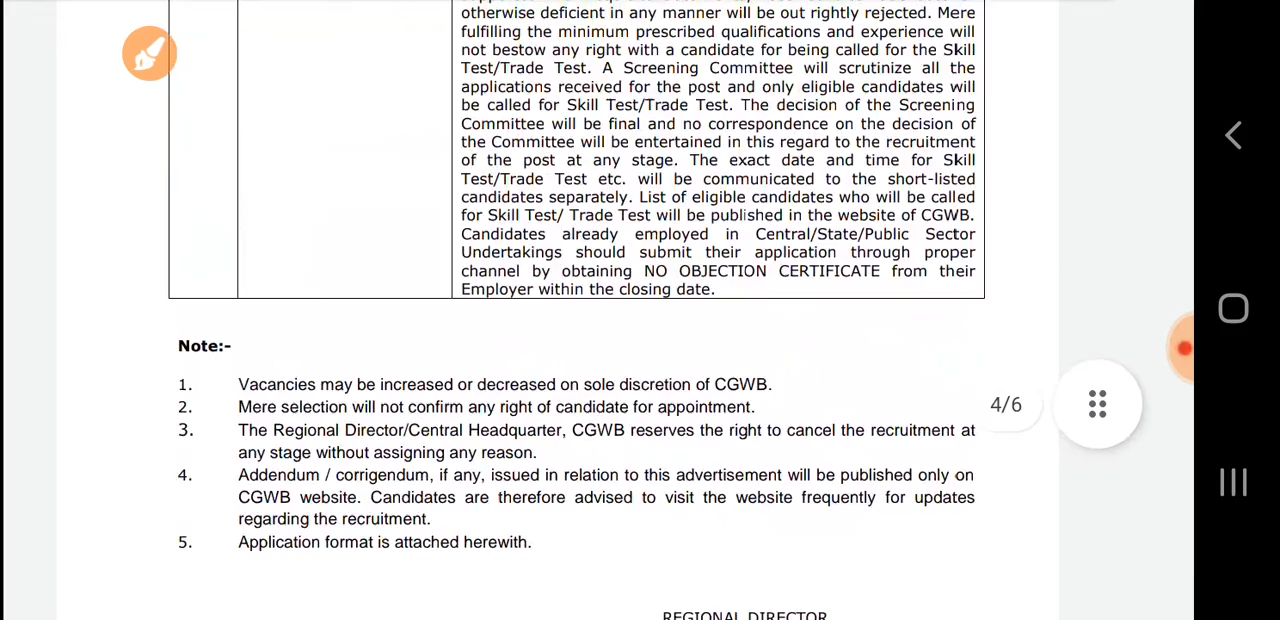 otherwise deficient in any manner will be out rightly rejected. Mere
fulfilling the minimum prescribed qualifications and experience will
not bestow any right with a candidate for being called for the Skill
Test/Trade Test. A Screening Committee will scrutinize all the
applications received for the post and only eligible candidates will
be called for Skill Test/Trade Test. The decision of the Screening
Committee will be final and no correspondence on the decision of
the Committee will be entertained in this regard to the recruitment
of the post at any stage. The exact date and time for Skill
Test/Trade Test etc. will be communicated to the short-listed
candidates separately. List of eligible candidates who will be called
for Skill Test/ Trade Test will be published in the website of CGWB.
Candidates already employed in Central/State/Public Sector
Undertakings should submit their application through proper
channel by obtaining NO OBJECTION CERTIFICATE from their
Employer within the closing date.
Note:-
1. Vacancies may be increased or decreased on sole discretion of CGWB.
2. Mere selection will not confirm any right of candidate for appointment.
4/6
3. The Regional Director/Central Headquarter, CGWB reserves the right to cancel the recruitment at
any stage without assigning any reason.
4. Addendum / corrigendum, if any, issued in relation to this advertisement will be published only on
CGWB website. Candidates are therefore advised to visit the website frequently for updates
regarding the recruitment.
5. Application format is attached herewith.
REGIONAL DIRECTOR